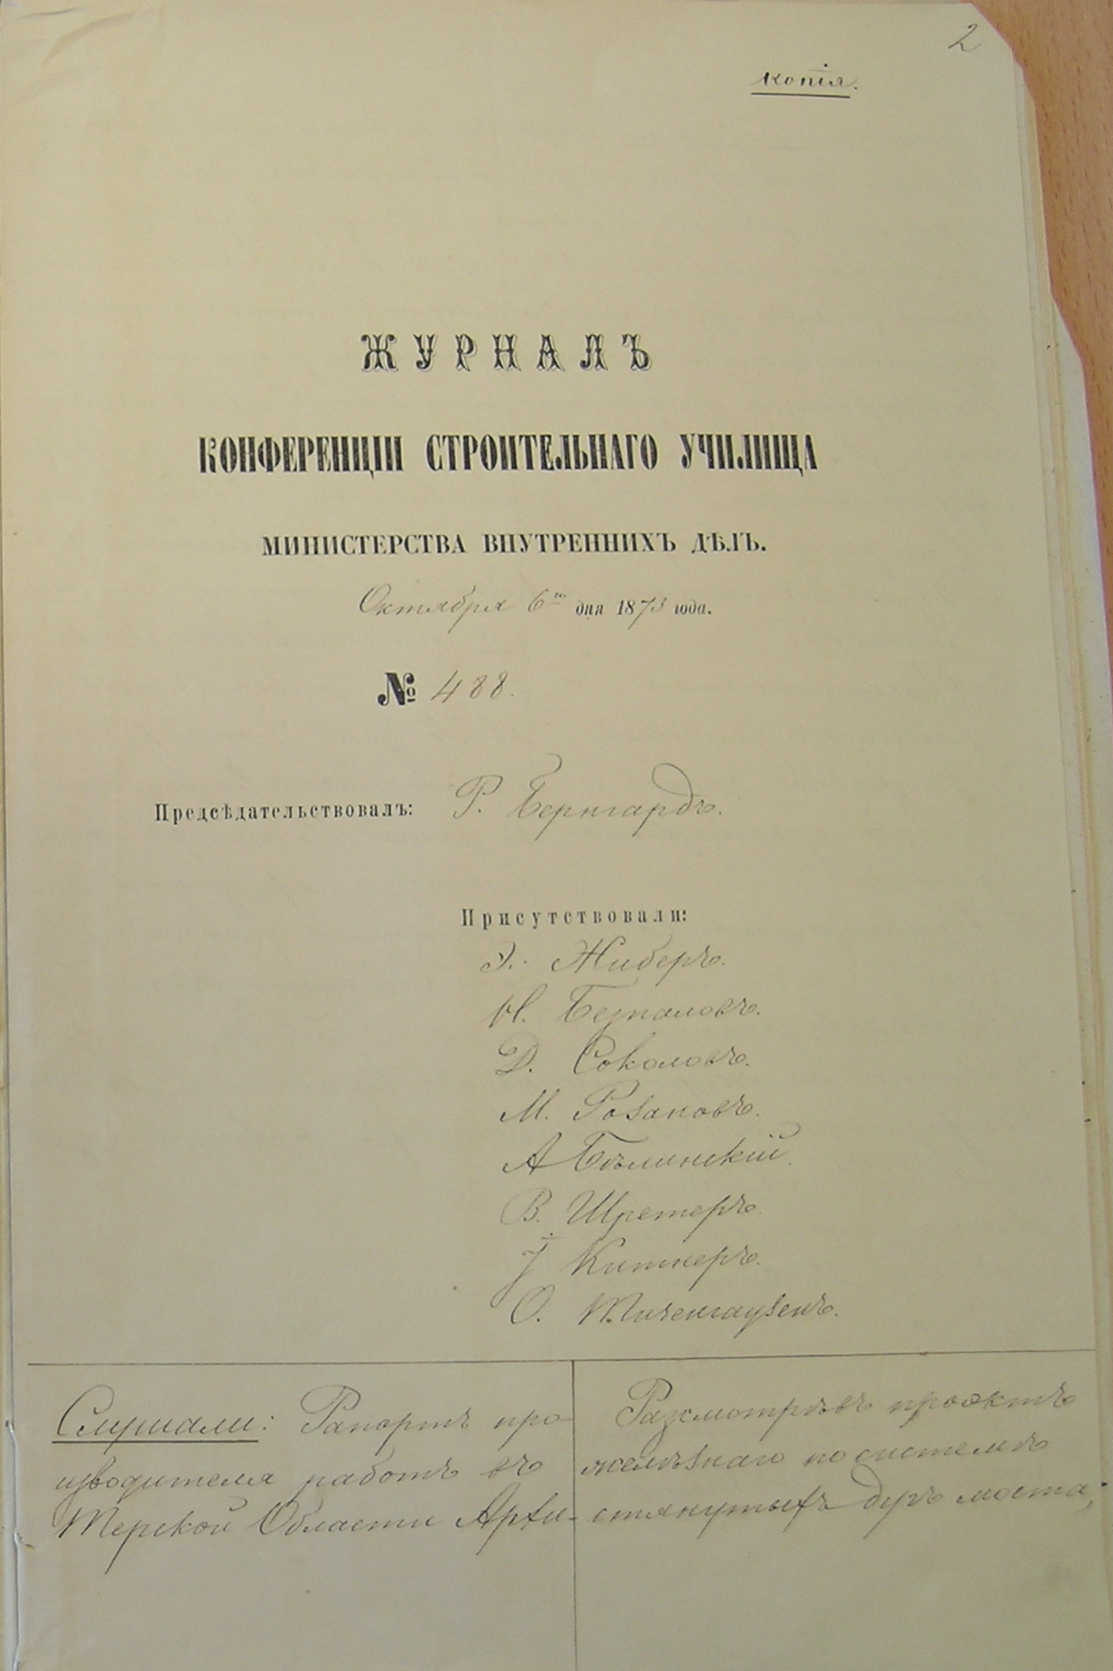 2
копія.
ЖУРНАЛЪ
КОНФЕРЕНЦІИ СТРОИТЕЛЬНАГО УЧИЛИЩА
МИНИСТЕРСТВА ВНУТРЕННИХЪ ДѢЛЪ.
Октября 6го дня 1873 года.
№ 488.
Предсѣдательствовалъ: Р. Бернгардъ.
Присутствовали:
Э. Жиберъ.
И. Безпаловъ.
Д. Соколовъ.
М. Розановъ.
А Бѣлинскій.
В. Шретеръ.
І Китнеръ.
О. Тизенгаузенъ.
Слушали: Рапортъ про-
изводителя работъ въ
Терской Области Архи-
Разсмотрѣвъ проэктъ
желѣзнаго по системѣ
стянутыхъ дугъ моста,